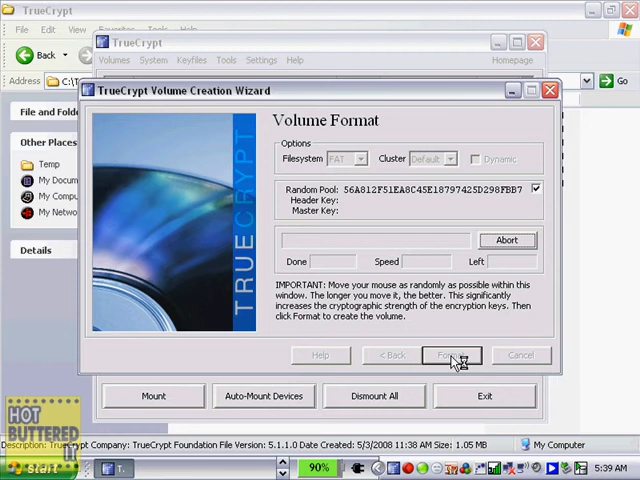 Temp
File Edit View
TrueCrypt
Back
Volumes System Keyfiles Tools Settings Help Homepage
Address C:\T
Go
TrueCrypt Volume Creation Wizard
File and Folde
Other Places
Temp
My Docum
My Compu
My Netwo
Details
TRUECRYPT
Volume Format
Options
Filesystem FAT Cluster Default Dynamic
Random Pool: 56A812F51EA8C45E18797425D298FBB7
Header Key:
Master Key:
Abort
Done Speed Left
IMPORTANT: Move your mouse as randomly as possible within this
window. The longer you move it, the better. This significantly
increases the cryptographic strength of the encryption keys. Then
click Format to create the volume.
Help < Back Format Cancel
Mount Auto-Mount Devices Dismount All Exit
HOT
BUTTERED
Description: TrueCrypt Company: TrueCrypt Foundation File Version: 5.1.1.0 Date Created: 5/3/2008 11:38 AM Size: 1.05 MB My Computer
start T. 90% 5:39 AM